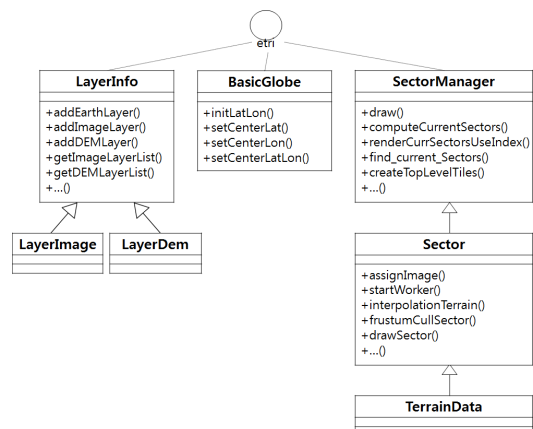 etri
LayerInfo
+addEarthLayer()
+addImageLayer()
+addDEMLayer()
+getImageLayerList()
+getDEMLayerList()
+...()
BasicGlobe
+initLatLon()
+setCenterLat()
+setCenterLon()
+setCenterLatLon()
SectorManager
+draw()
+computeCurrentSectors()
+renderCurrSectorsUseIndex()
+find_current_Sectors()
+createTopLevelTiles()
+...()
LayerImage
LayerDem
Sector
+assignImage()
+startWorker()
+interpolationTerrain()
+frustumCullSector()
+drawSector()
+...()
TerrainData